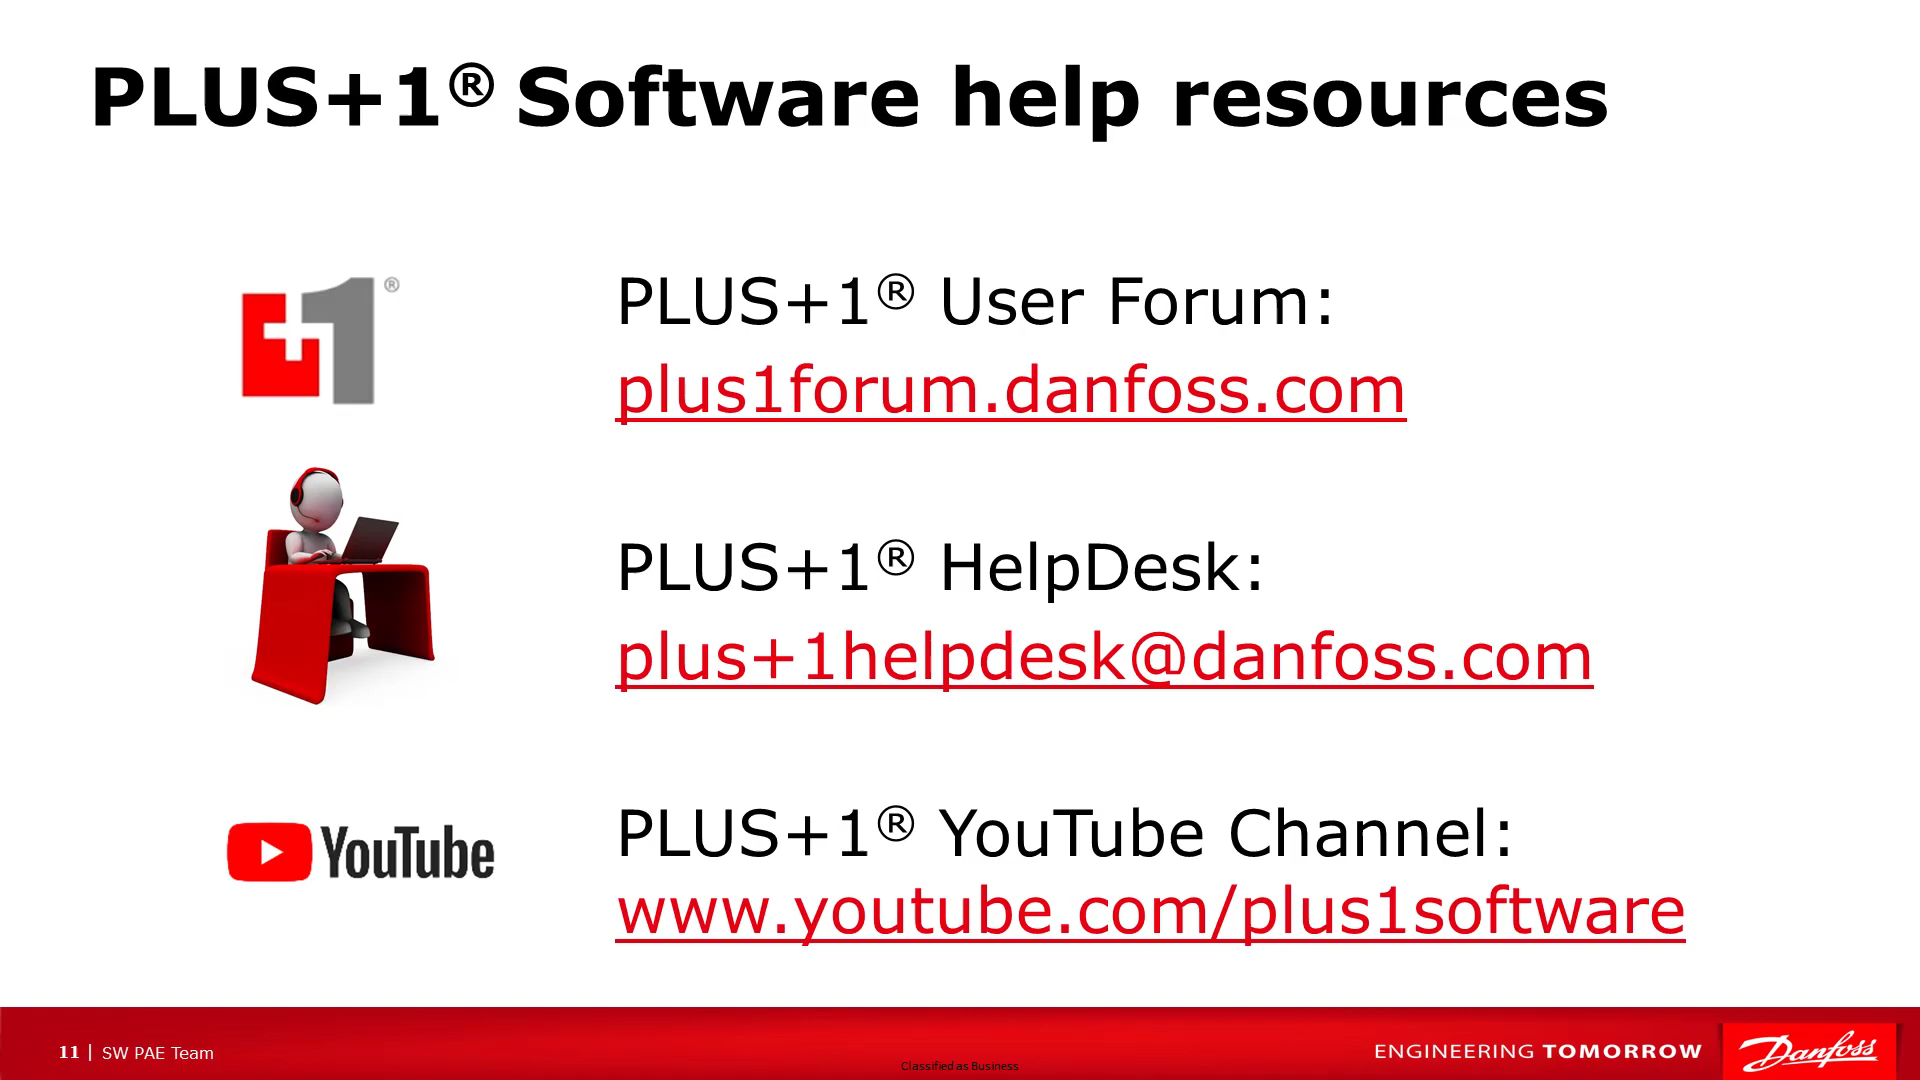 PLUS+1® Software help resources
®
PLUS+1® User Forum:
plus1forum.danfoss.com
PLUS+1® HelpDesk:
plus+1helpdesk@danfoss.com
YouTube
PLUS+1® YouTube Channel:
www.youtube.com/plus1software
11 | SW PAE Team
Classified as Business
ENGINEERING TOMORROW
Danfoss